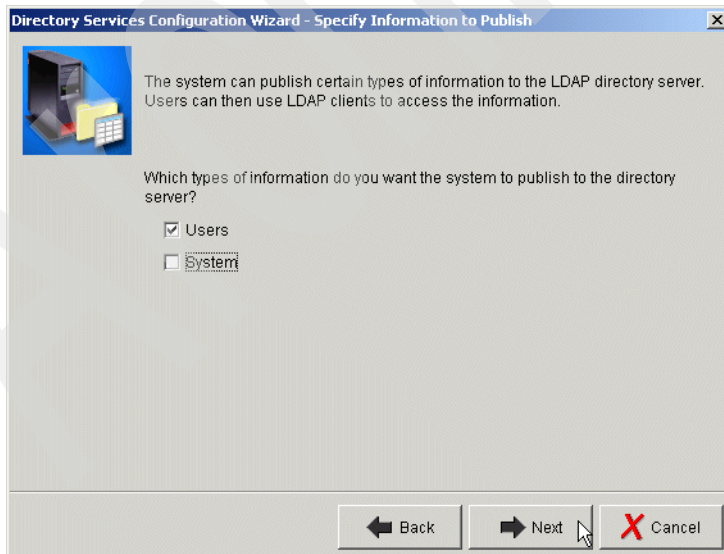 Directory Services Configuration Wizard - Specify Information to Publish
The system can publish certain types of information to the LDAP directory server.
Users can then use LDAP clients to access the information.
Which types of information do you want the system to publish to the directory
server?
Users
System
Back
Next
Cancel